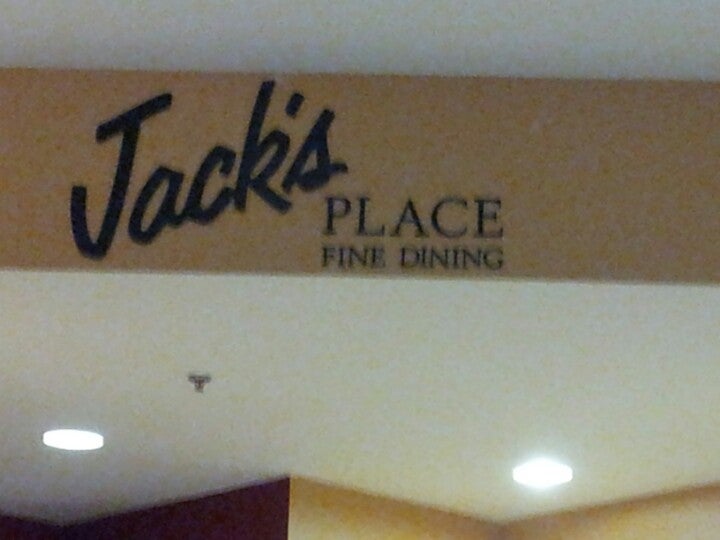 Jack's
PLACE
FINE DINING